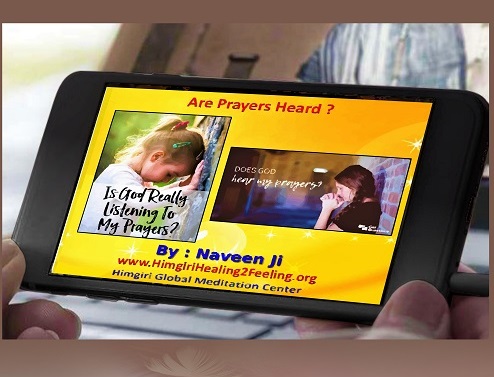 Are Prayers Heard ?
Is God Really
Listening To
My Prayers?
DOES GOD
hear my prayers?
By : Naveen Ji
www.HimgiriHealing2Feeling.org
Himgiri Global Meditation Center